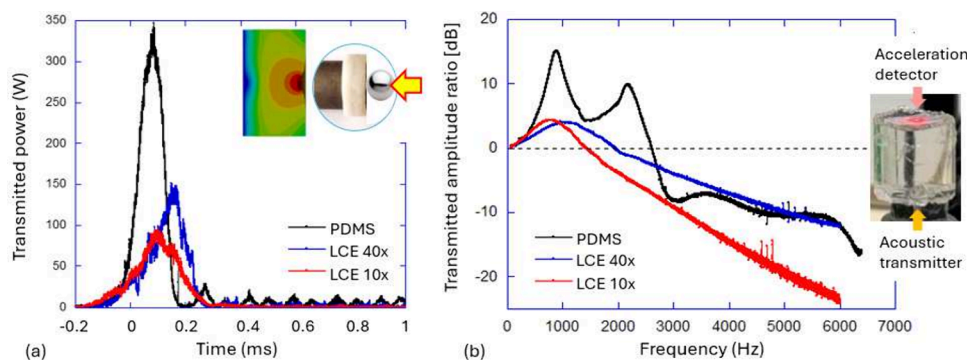 Transmitted power (W)
350
300
250
200
150
100
50
0
PDMS
LCE 40x
LCE 10x
-0.2
0
0.2
0.4
0.6
0.8
1
(a)
Time (ms)
Transmitted amplitude ratio [dB]
20
10
0
-10
-20
PDMS
LCE 40x
LCE 10x
0
1000
2000
3000
4000
5000
6000
7000
(b)
Frequency (Hz)
Acceleration
detector
Acoustic
transmitter